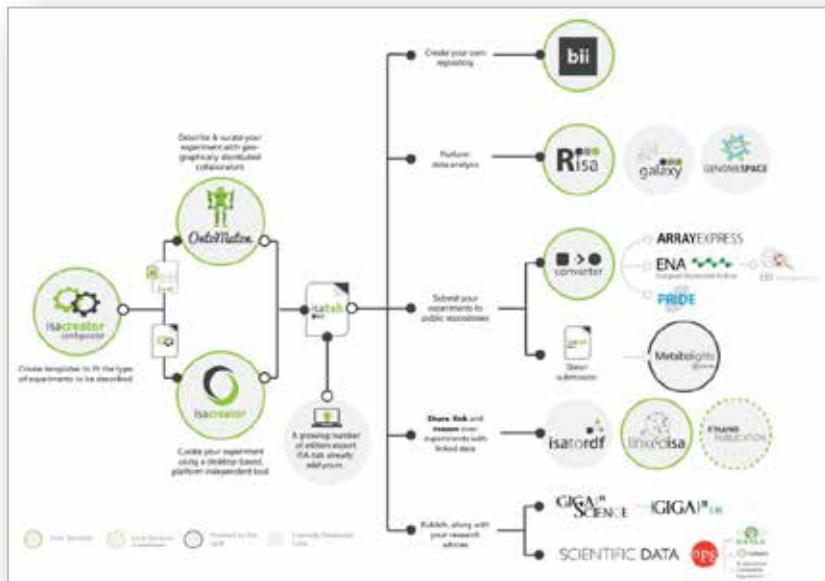 Create your own
repository
bii
Describe & curate your
experiment with geo-
graphically distributed
collaborators
OntoMaton
Perform
data analysis
Risa
galaxy
GENOMESPACE
isacreator
configurator
Create templates to fit the type
of experiments to be described
isatab
Submit your
experiments to
public repositories
converter
ARRAYEXPRESS
ENA
PRIDE
Direct
submission
Metabolights
isacreator
Curate your experiment
using a desktop-based,
platform independent tool
A growing number
of editors export
ISA-tab already
add yours
Share, link and
reason over
experiments with
linked data
isatordf
linkedisa
PUBLICATION
Publish, along with
your research
articles
GIGA SCIENCE
GIGA
DB
SCIENTIFIC DATA
npg